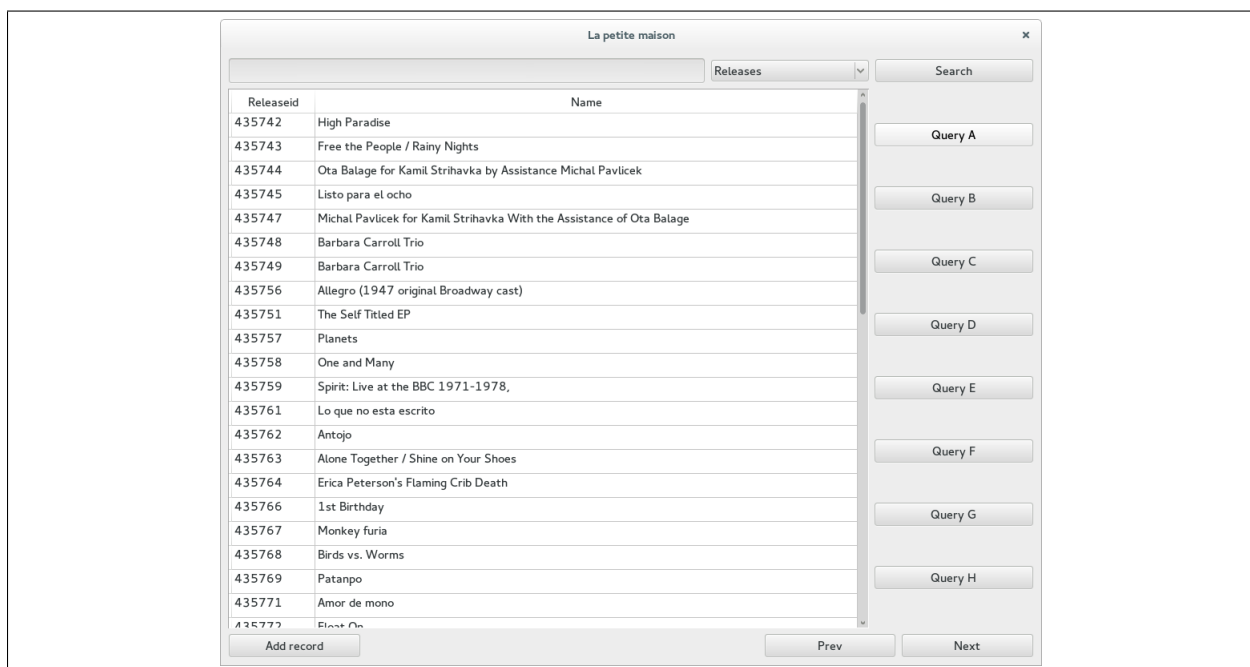 La petite maison
Releases
Search
Releaseid Name
435742 High Paradise
435743 Free the People / Rainy Nights
435744 Ota Balage for Kamil Strihavka by Assistance Michal Pavlicek
435745 Listo para el ocho
435747 Michal Pavlicek for Kamil Strihavka With the Assistance of Ota Balage
435748 Barbara Carroll Trio
435749 Barbara Carroll Trio
435756 Allegro (1947 original Broadway cast)
435751 The Self Titled EP
435757 Planets
435758 One and Many
435759 Spirit: Live at the BBC 1971-1978,
435761 Lo que no esta escrito
435762 Antojo
435763 Alone Together / Shine on Your Shoes
435764 Erica Peterson's Flaming Crib Death
435766 1st Birthday
435767 Monkey furia
435768 Birds vs. Worms
435769 Patanpo
435771 Amor de mono
435772 Float On
Query A
Query B
Query C
Query D
Query E
Query F
Query G
Query H
Add record
Prev
Next